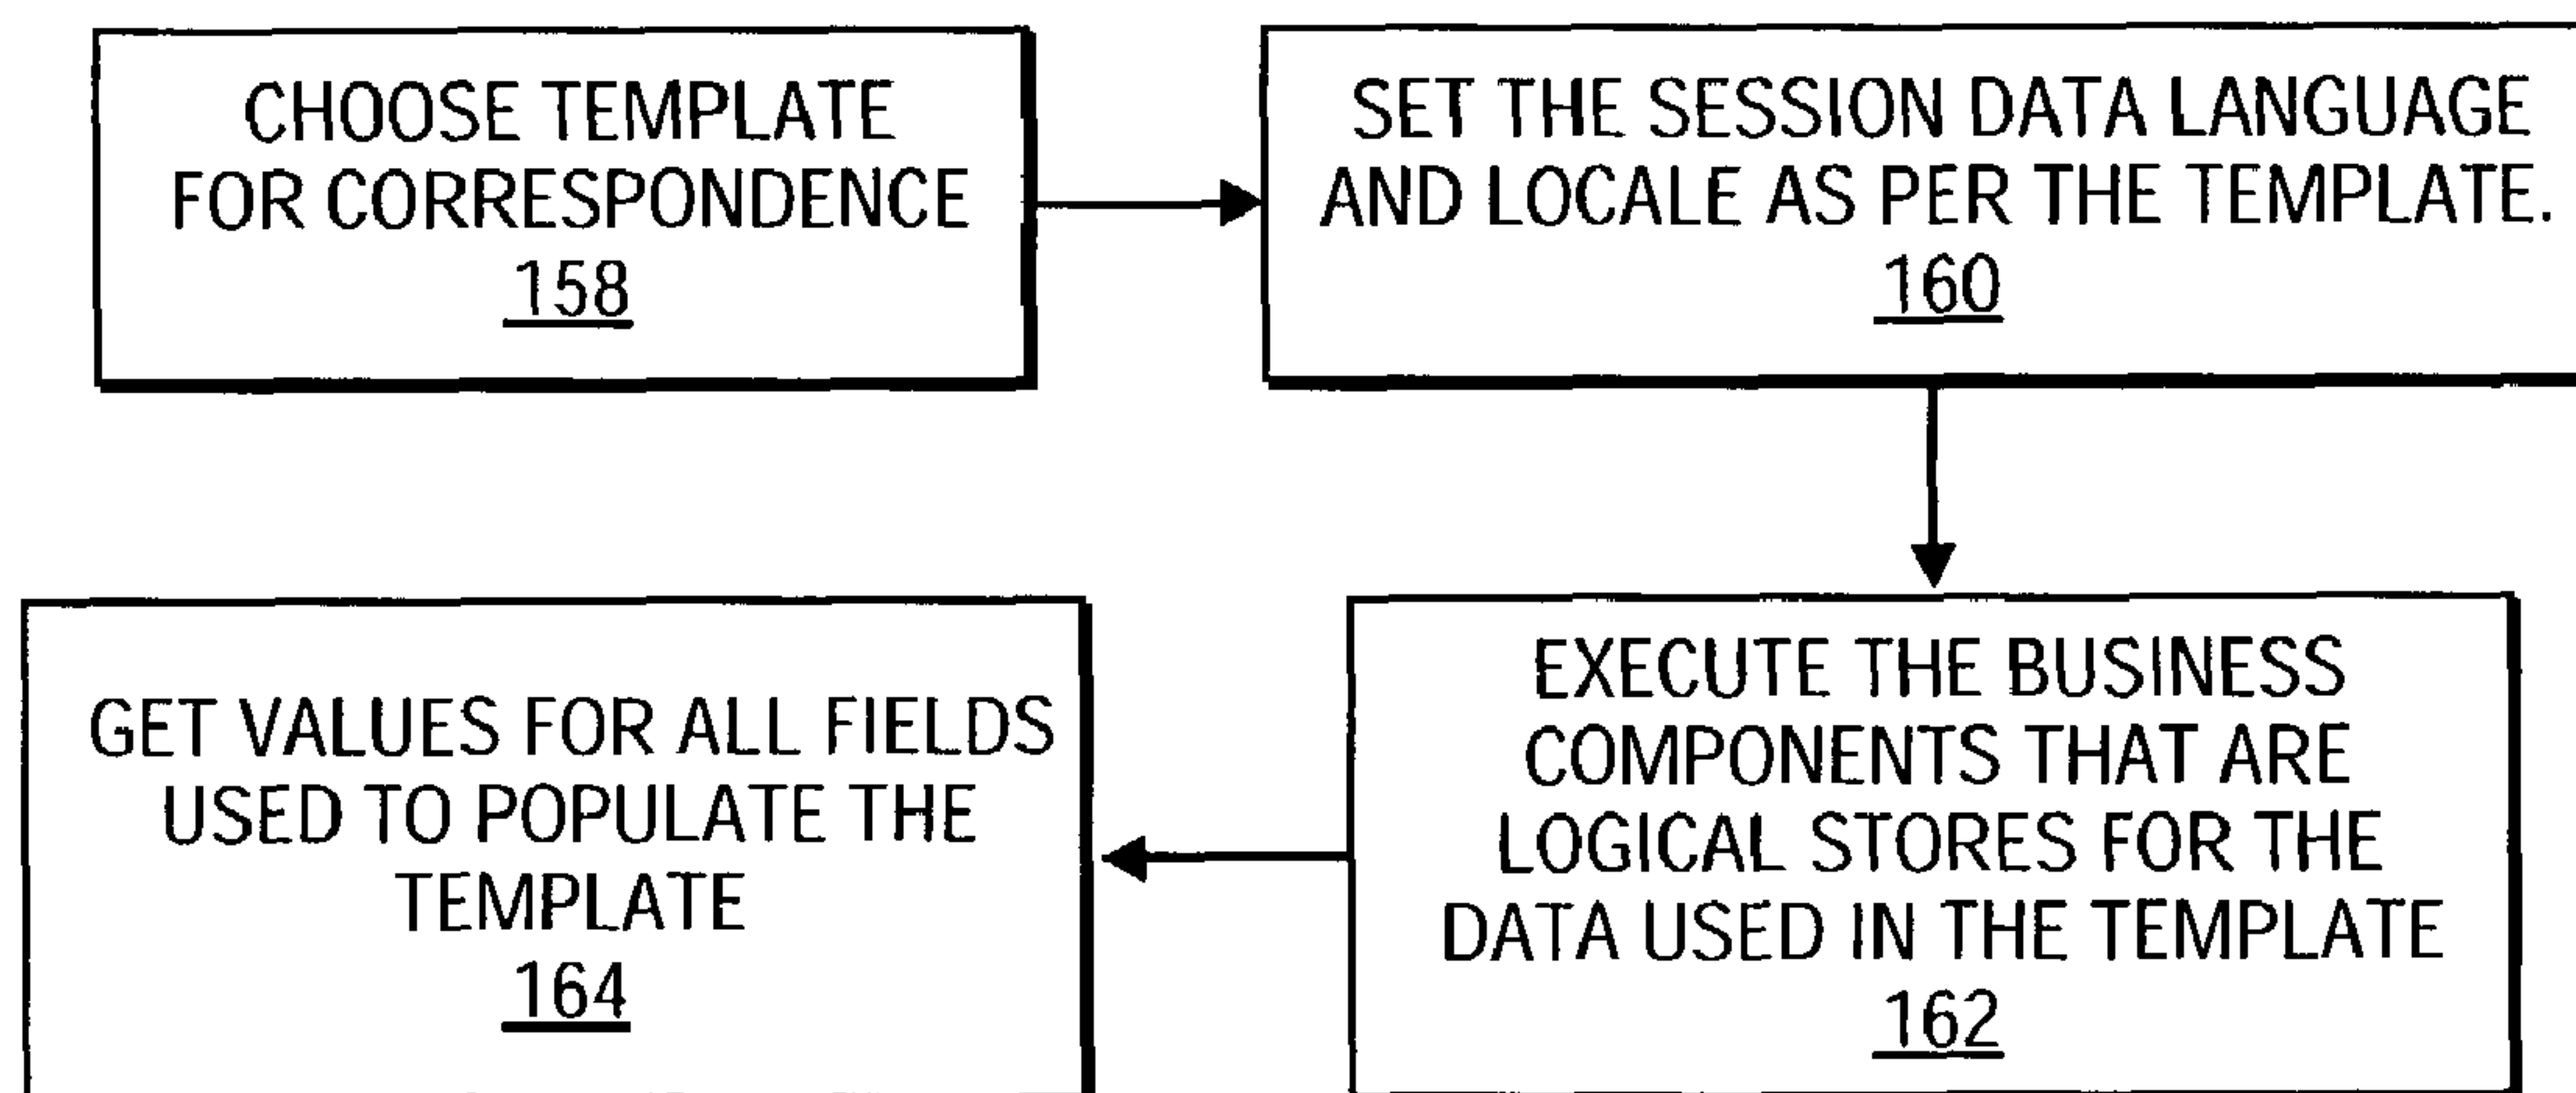 CHOOSE TEMPLATE
FOR CORRESPONDENCE
158
SET THE SESSION DATA LANGUAGE
AND LOCALE AS PER THE TEMPLATE.
160
EXECUTE THE BUSINESS
COMPONENTS THAT ARE
LOGICAL STORES FOR THE
DATA USED IN THE TEMPLATE
162
GET VALUES FOR ALL FIELDS
USED TO POPULATE THE
TEMPLATE
164